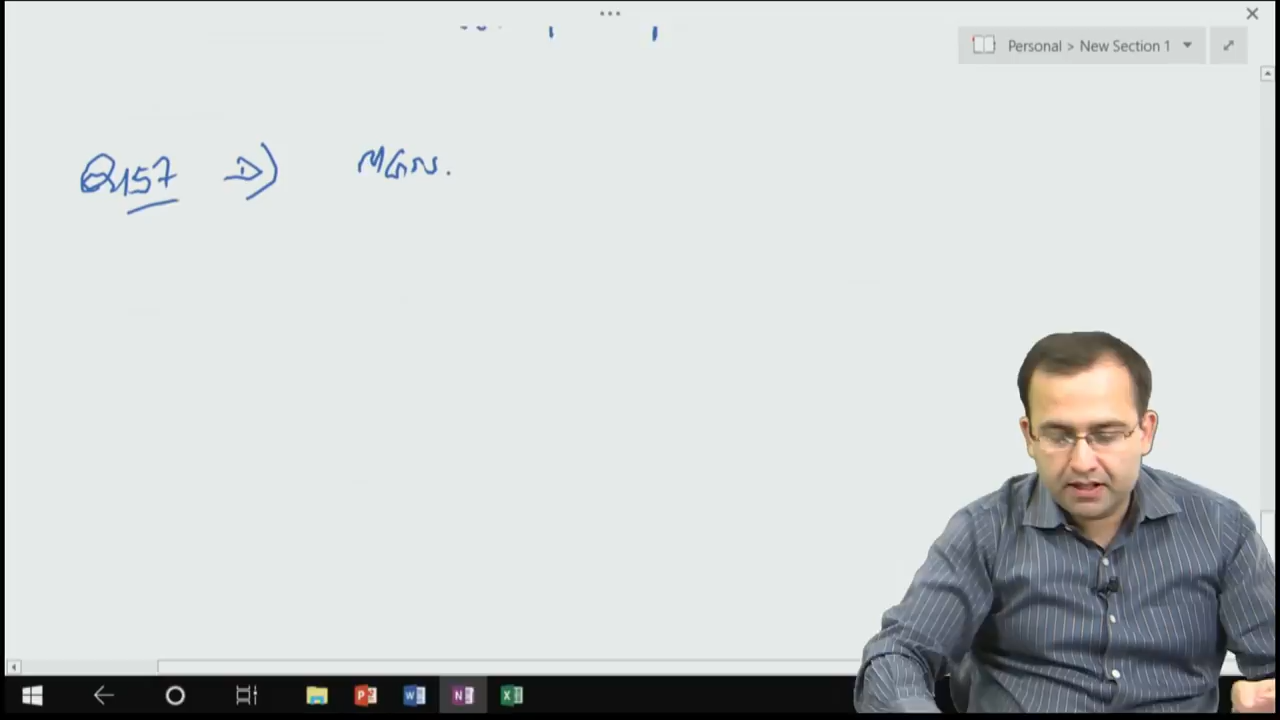 Personal > New Section 1
Q157 ⇒) MGN.